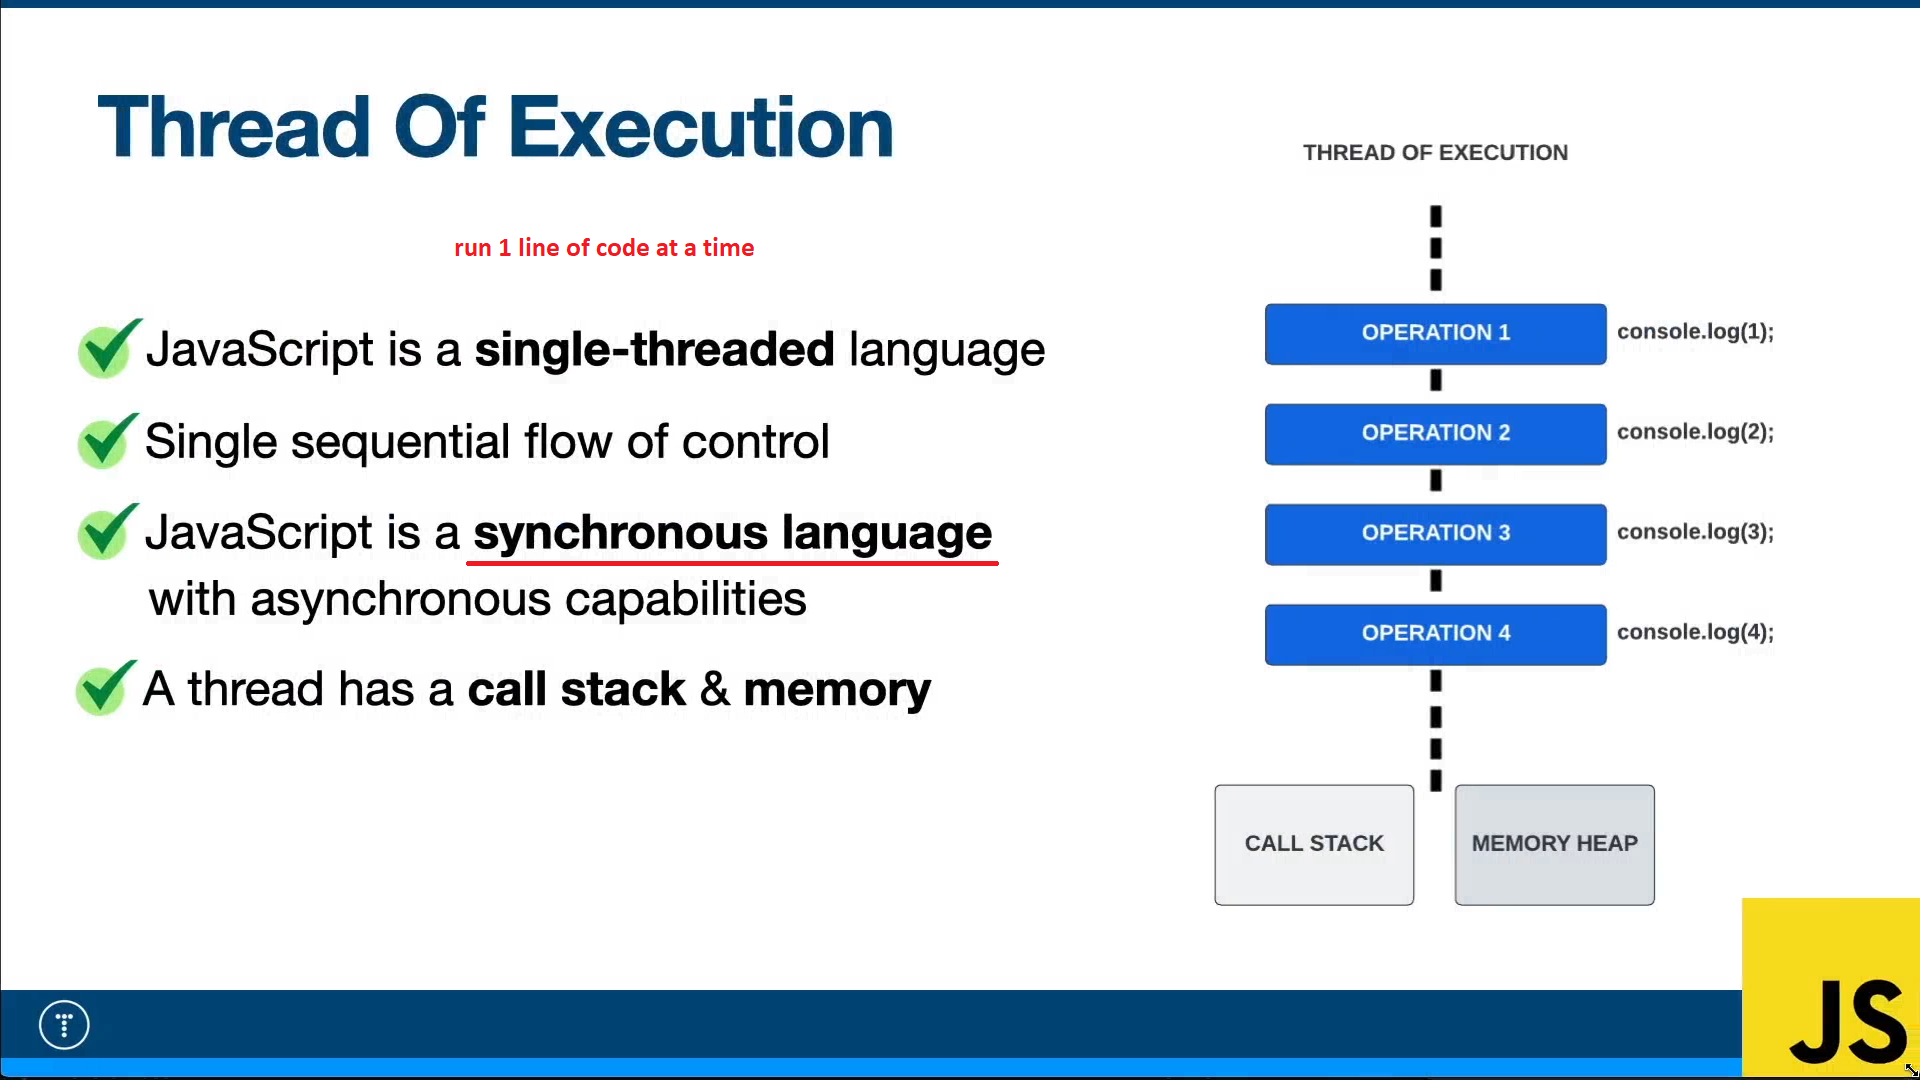 Thread Of Execution
run 1 line of code at a time
JavaScript is a single-threaded language
Single sequential flow of control
JavaScript is a synchronous language
with asynchronous capabilities
A thread has a call stack & memory
THREAD OF EXECUTION
OPERATION 1 console.log(1);
OPERATION 2 console.log(2);
OPERATION 3 console.log(3);
OPERATION 4 console.log(4);
CALL STACK MEMORY HEAP
T
JS